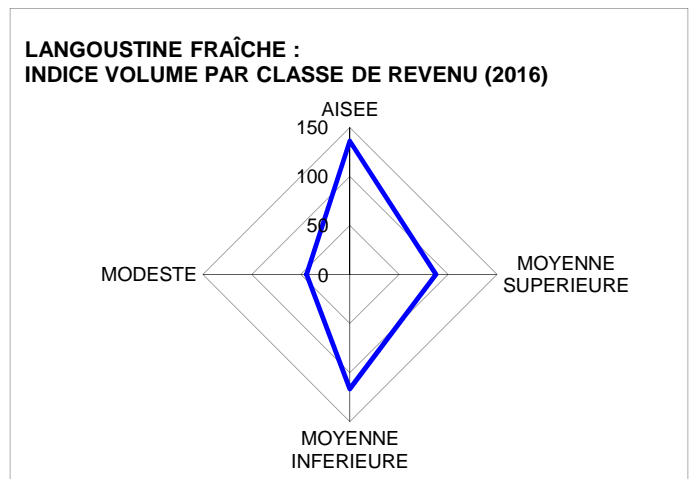 LANGOUSTINE FRAÎCHE :
INDICE VOLUME PAR CLASSE DE REVENU (2016)
AISEE
150
100
50
0
MODESTE
MOYENNE
SUPERIEURE
MOYENNE
INFERIEURE